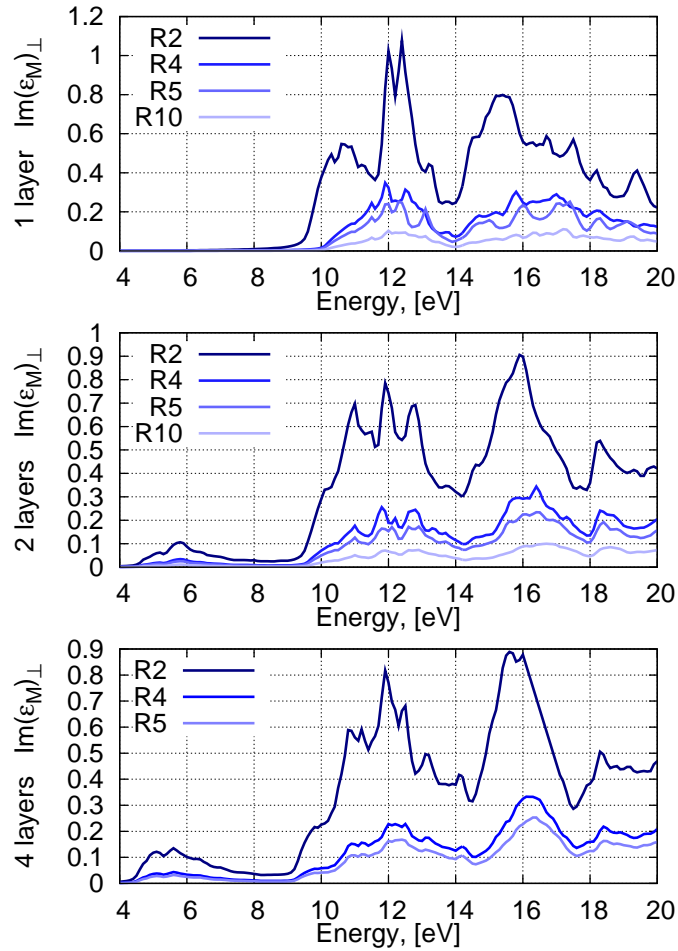 1 layer Im(ε_M)_⊥
1.2
1
0.8
0.6
0.4
0.2
0
R2
R4
R5
R10
4 6 8 10 12 14 16 18 20
Energy, [eV]
2 layers Im(ε_M)_⊥
1
0.9
0.8
0.7
0.6
0.5
0.4
0.3
0.2
0.1
0
R2
R4
R5
R10
4 6 8 10 12 14 16 18 20
Energy, [eV]
4 layers Im(ε_M)_⊥
0.9
0.8
0.7
0.6
0.5
0.4
0.3
0.2
0.1
0
R2
R4
R5
4 6 8 10 12 14 16 18 20
Energy, [eV]